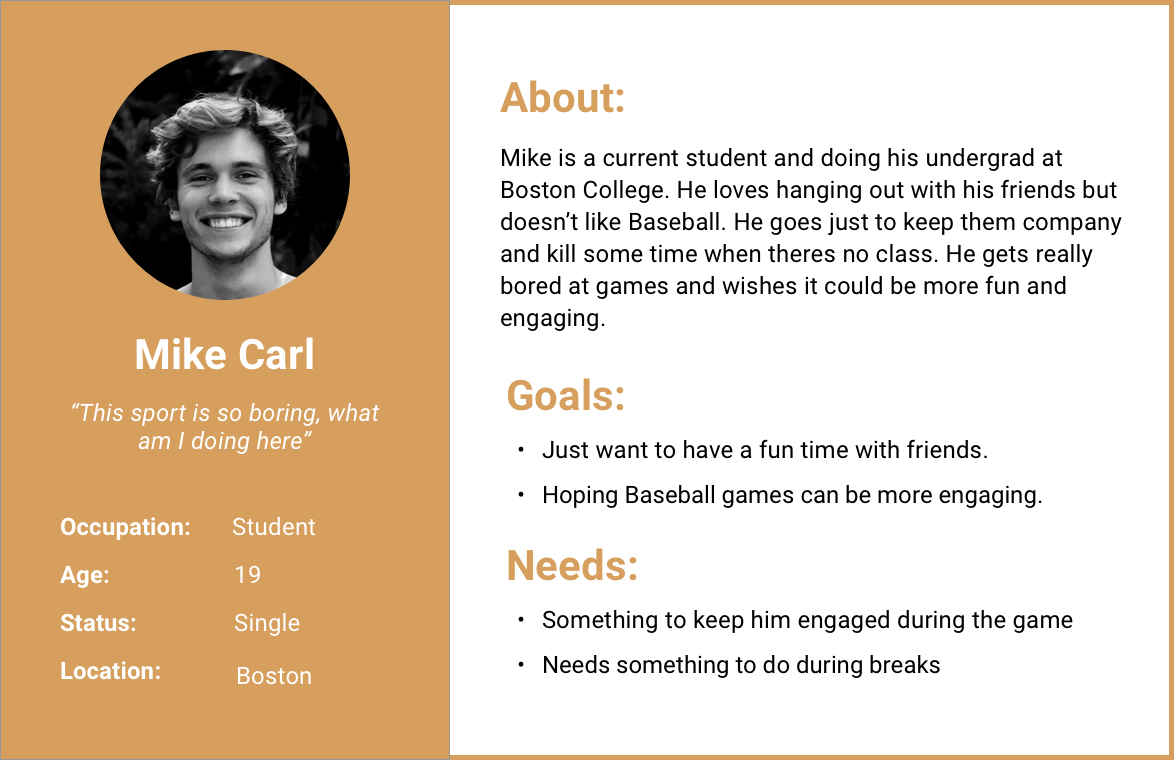 Mike Carl
“This sport is so boring, what
am I doing here”
Occupation: Student
Age: 19
Status: Single
Location: Boston
About:
Mike is a current student and doing his undergrad at
Boston College. He loves hanging out with his friends but
doesn’t like Baseball. He goes just to keep them company
and kill some time when theres no class. He gets really
bored at games and wishes it could be more fun and
engaging.
Goals:
• Just want to have a fun time with friends.
• Hoping Baseball games can be more engaging.
Needs:
• Something to keep him engaged during the game
• Needs something to do during breaks